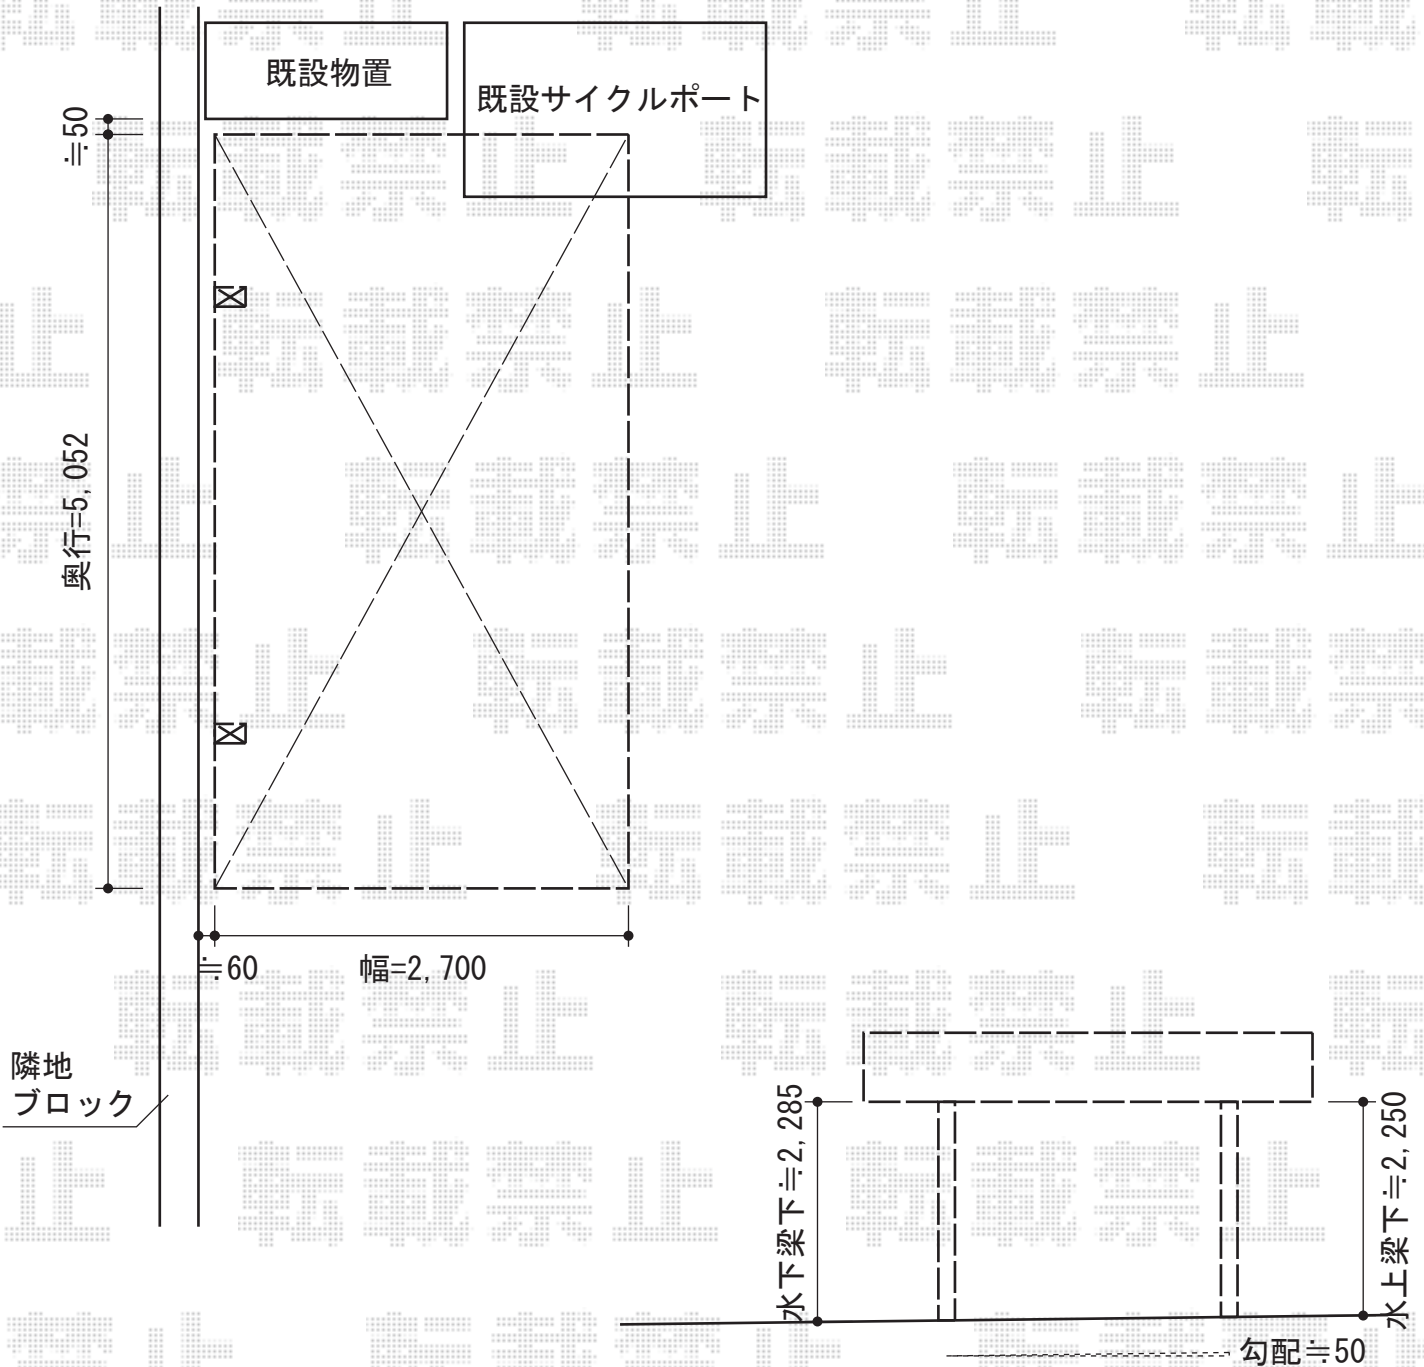 既設物置
既設サイクルポート
≒50
奥行=5,052
≒60
幅=2,700
隣地
ブロック
水下梁下≒2,285
水上梁下≒2,250
勾配≒50
転載禁止